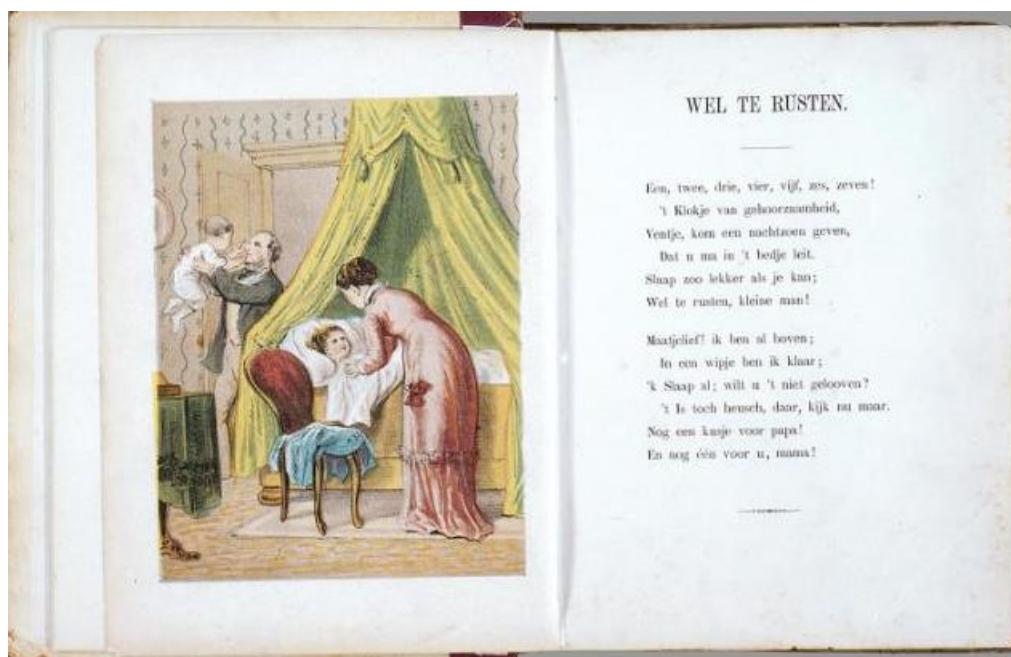 WEL TE RUSTEN.
Een, twee, drie, vier, vijf, zes, zeven!
't Klokje van gehoorzaamheid,
Ventje, kom een nachtzoen geven,
Dat u ma in 't bedje leit.
Slaap zoo lekker als je kan;
Wel te rusten, kleine man!
Maatjelief! ik ben al boven;
In een wipje ben ik klaar;
'k Slaap al; wilt u 't niet gelooven?
't Is toch heusch, daar, kijk nu maar.
Nog een kusje voor papa!
En nog één voor u, mama!